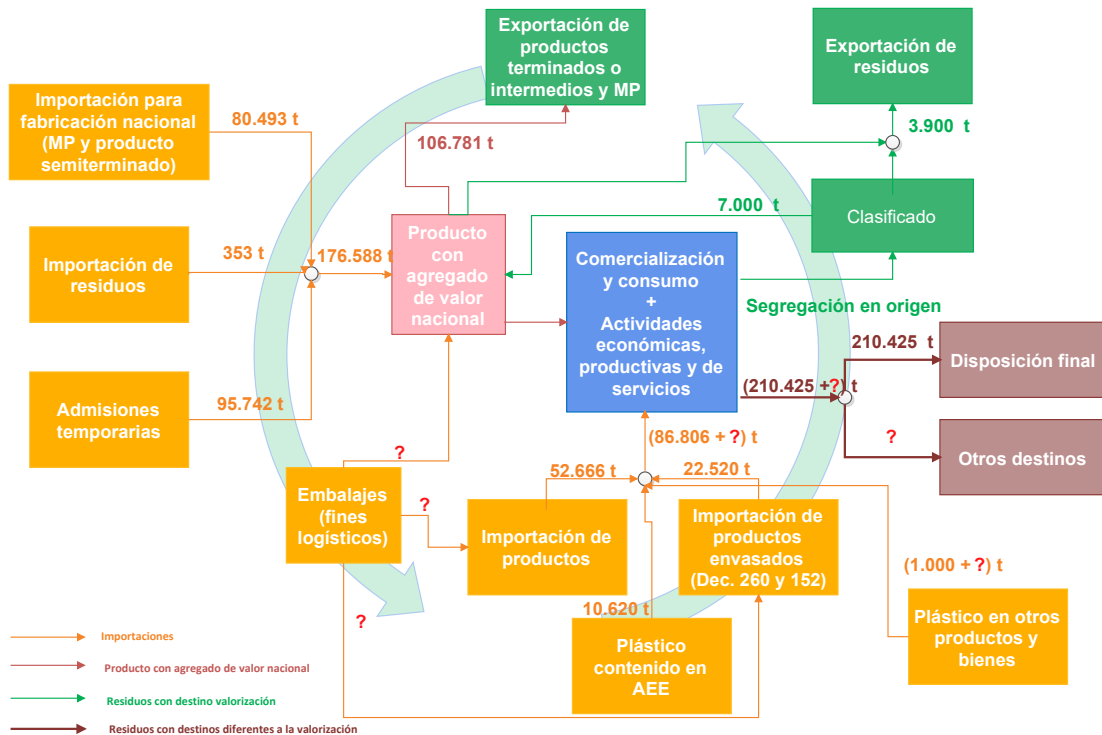 Exportación de
productos
terminados o
intermedios y MP
Exportación de
residuos
Importación para
fabricación nacional
(MP y producto
semiterminado)
80.493 t
106.781 t
3.900 t
7.000 t
Clasificado
Importación de
residuos
353 t
176.588 t
Producto
con
agregado
de valor
nacional
Comercialización
y consumo
+
Actividades
económicas,
productivas y de
servicios
Segregación en origen
210.425 t
Disposición final
(210.425 +?) t
Admisiones
temporarias
95.742 t
?
Otros destinos
(86.806 + ?) t
?
52.666 t
22.520 t
Embalajes
(fines
logísticos)
?
Importación de
productos
Importación de
productos
envasados
(Dec. 260 y 152)
(1.000 + ?) t
?
10.620 t
Plástico
contenido en
AEE
Plástico en otros
productos y
bienes
Importaciones
Producto con agregado de valor nacional
Residuos con destino valorización
Residuos con destinos diferentes a la valorización